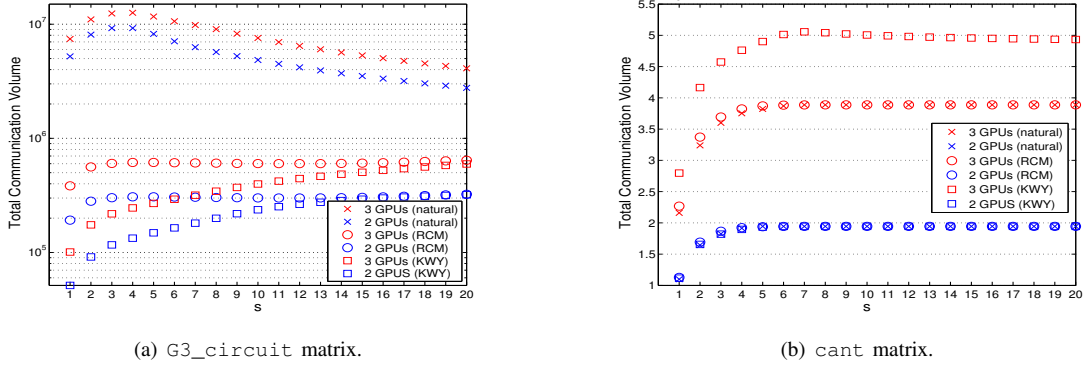 10^7
10^6
10^5
Total Communication Volume
1 2 3 4 5 6 7 8 9 10 11 12 13 14 15 16 17 18 19 20
s
3 GPUs (natural)
2 GPUs (natural)
3 GPUs (RCM)
2 GPUs (RCM)
3 GPUs (KWY)
2 GPUS (KWY)
(a) G3_circuit matrix.
5.5
5
4.5
4
3.5
3
2.5
2
1.5
1
Total Communication Volume
1 2 3 4 5 6 7 8 9 10 11 12 13 14 15 16 17 18 19 20
s
3 GPUs (natural)
2 GPUs (natural)
3 GPUs (RCM)
2 GPUs (RCM)
3 GPUs (KWY)
2 GPUS (KWY)
(b) cant matrix.